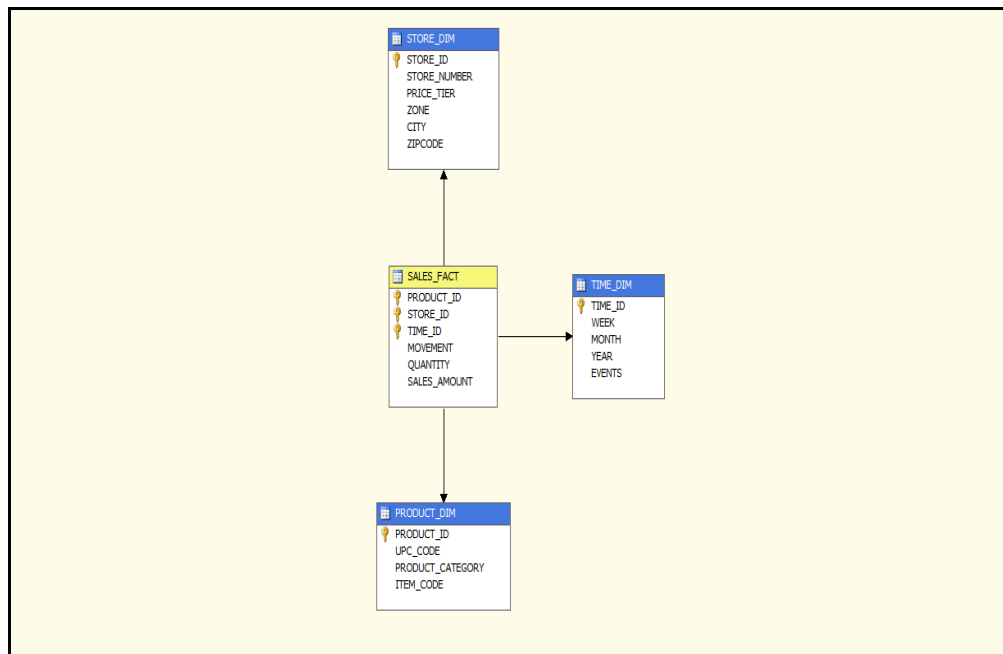 STORE_DIM
STORE_ID
STORE_NUMBER
PRICE_TIER
ZONE
CITY
ZIPCODE
SALES_FACT
PRODUCT_ID
STORE_ID
TIME_ID
MOVEMENT
QUANTITY
SALES_AMOUNT
TIME_DIM
TIME_ID
WEEK
MONTH
YEAR
EVENTS
PRODUCT_DIM
PRODUCT_ID
UPC_CODE
PRODUCT_CATEGORY
ITEM_CODE